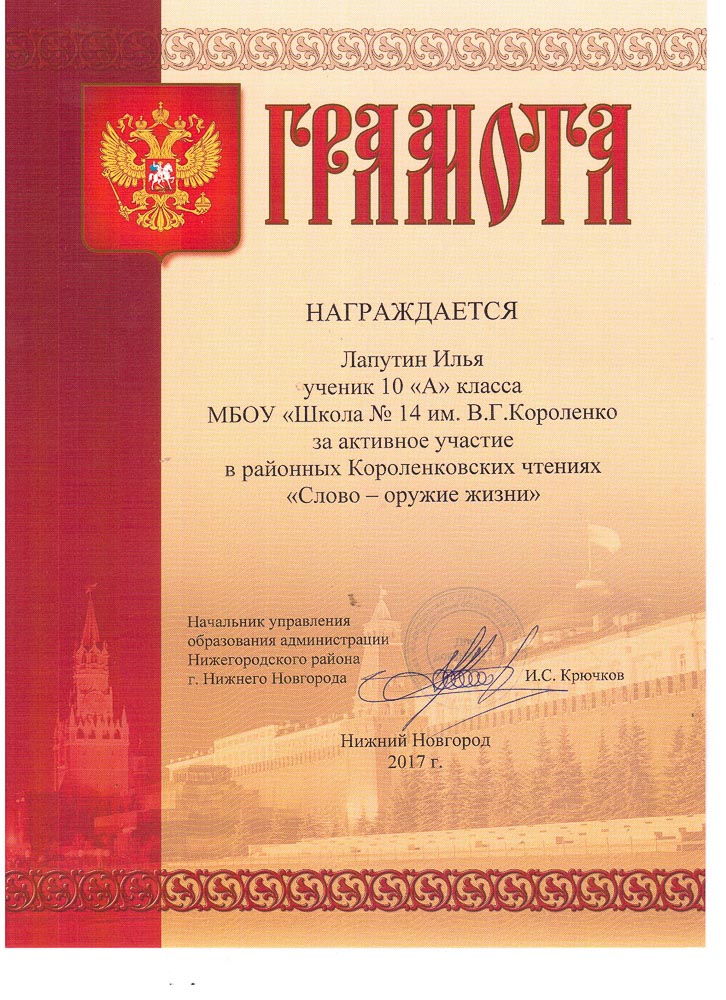 ГРАМОТА
НАГРАЖДАЕТСЯ
Лапутин Илья
ученик 10 «А» класса
МБОУ «Школа № 14 им. В.Г.Короленко
за активное участие
в районных Короленковских чтениях
«Слово – оружие жизни»
Начальник управления
образования администрации
Нижегородского района
г. Нижнего Новгорода
И.С. Крючков
Нижний Новгород
2017 г.